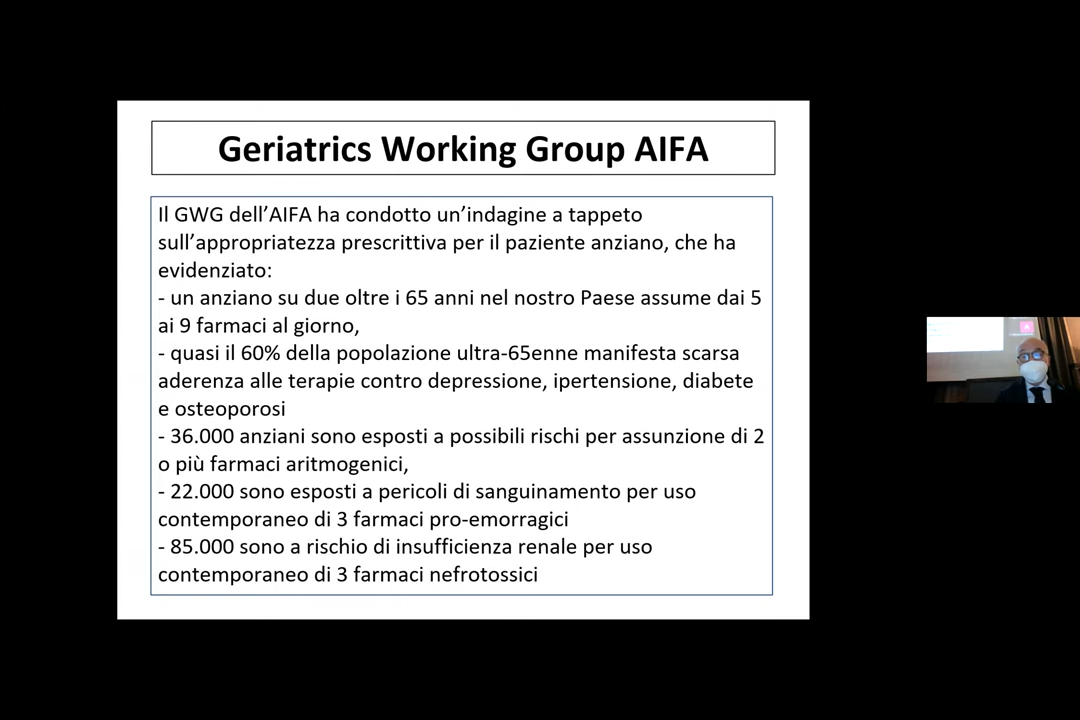 Geriatrics Working Group AIFA
Il GWG dell’AIFA ha condotto un’indagine a tappeto
sull’appropriatezza prescrittiva per il paziente anziano, che ha
evidenziato:
- un anziano su due oltre i 65 anni nel nostro Paese assume dai 5
ai 9 farmaci al giorno,
- quasi il 60% della popolazione ultra-65enne manifesta scarsa
aderenza alle terapie contro depressione, ipertensione, diabete
e osteoporosi
- 36.000 anziani sono esposti a possibili rischi per assunzione di 2
o più farmaci aritmogenici,
- 22.000 sono esposti a pericoli di sanguinamento per uso
contemporaneo di 3 farmaci pro-emorragici
- 85.000 sono a rischio di insufficienza renale per uso
contemporaneo di 3 farmaci nefrotossici